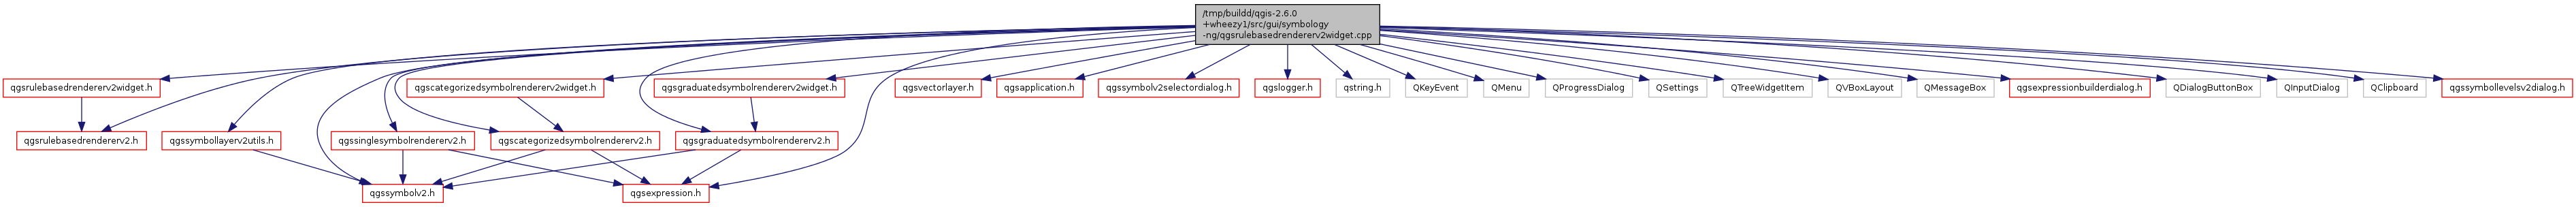 /tmp/buildd/qgis-2.6.0
+wheezy1/src/gui/symbology
-ng/qgsrulebasedrendererv2widget.cpp
qgsrulebasedrendererv2widget.h
qgscategorizedsymbolrendererv2widget.h
qgsgraduatedsymbolrendererv2widget.h
qgsvectorlayer.h
qgsapplication.h
qgssymbolv2selectordialog.h
qgslogger.h
qstring.h
QKeyEvent
QMenu
QProgressDialog
QSettings
QTreeWidgetItem
QVBoxLayout
QMessageBox
qgsexpressionbuilderdialog.h
QDialogButtonBox
QInputDialog
QClipboard
qgssymbollevelsv2dialog.h
qgsrulebasedrendererv2.h
qgssymbollayerv2utils.h
qgssinglesymbolrendererv2.h
qgscategorizedsymbolrendererv2.h
qgsgraduatedsymbolrendererv2.h
qgssymbolv2.h
qgsexpression.h